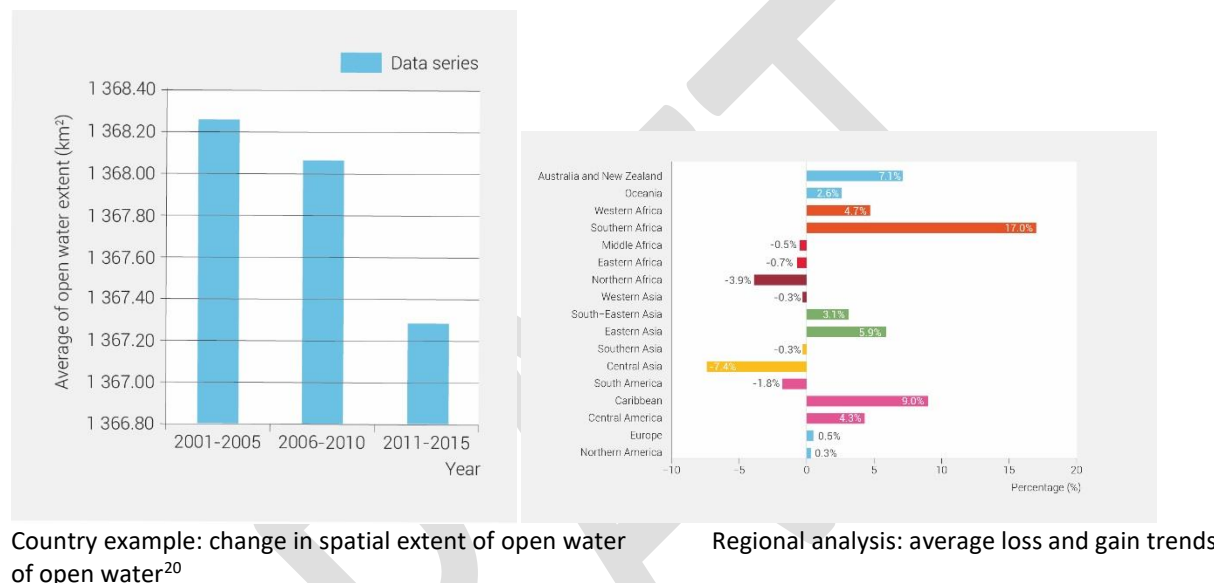 Data series
Average of open water extent (km²)
1 368.40
1 368.20
1 368.00
1 367.80
1 367.60
1 367.40
1 367.20
1 367.00
1 366.80
2001-2005 2006-2010 2011-2015
Year
Australia and New Zealand 7.1%
Oceania 2.6%
Western Africa 4.7%
Southern Africa 17.0%
Middle Africa -0.5%
Eastern Africa -0.7%
Northern Africa -3.9%
Western Asia -0.3%
South-Eastern Asia 3.1%
Eastern Asia 5.9%
Southern Asia -0.3%
Central Asia -7.4%
South America -1.8%
Caribbean 9.0%
Central America 4.3%
Europe 0.5%
Northern America 0.3%
-10 -5 0 5 10 15 20
Percentage (%)
Country example: change in spatial extent of open water Regional analysis: average loss and gain trends
of open water20